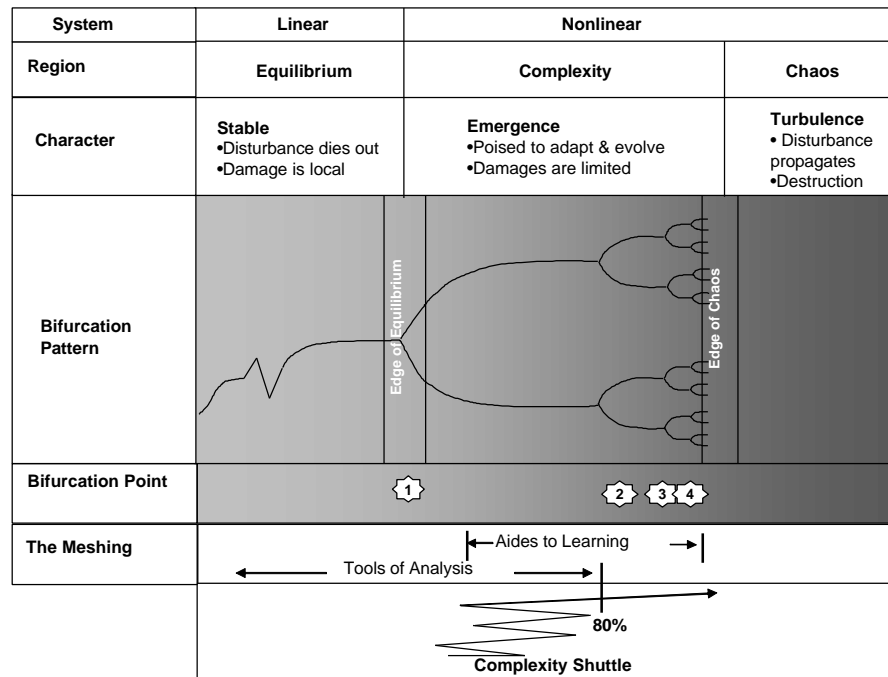 System
Linear
Nonlinear
Region
Equilibrium
Complexity
Chaos
Character
Stable
•Disturbance dies out
•Damage is local
Emergence
•Poised to adapt & evolve
•Damages are limited
Turbulence
• Disturbance
propagates
•Destruction
Bifurcation
Pattern
Edge of Equilibrium
Edge of Chaos
Bifurcation Point
1
2
3
4
The Meshing
Aides to Learning
Tools of Analysis
80%
Complexity Shuttle